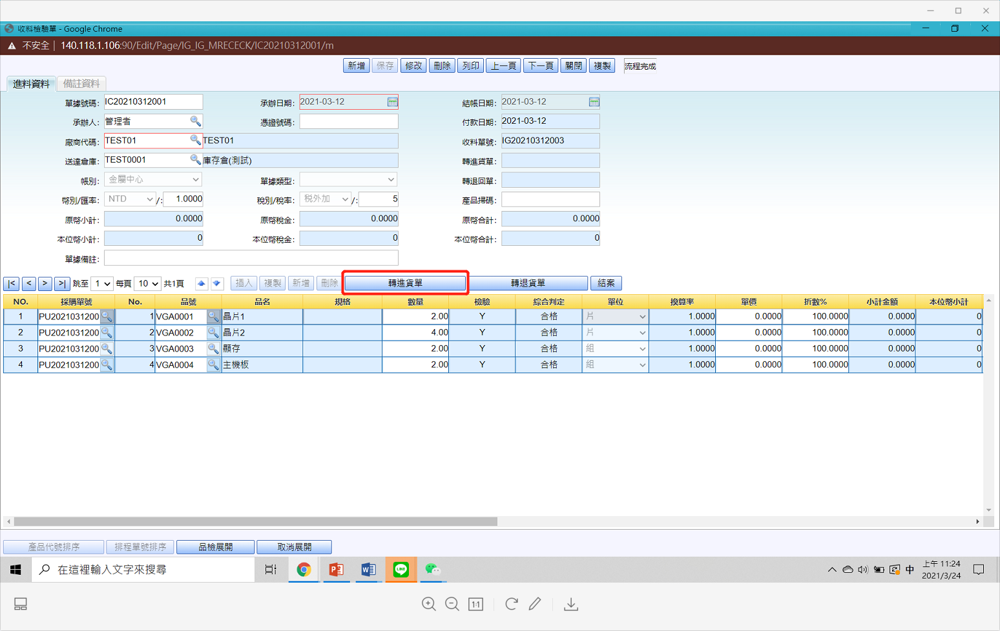 收料檢驗單 - Google Chrome
不安全 | 140.118.1.106:90/Edit/Page/IG_IG_MRECECK/IC20210312001/m
新增 保存 修改 刪除 列印 上一頁 下一頁 關閉 複製 流程完成
進料資料 備註資料
單據號碼: IC20210312001 承辦日期: 2021-03-12 結帳日期: 2021-03-12
承辦人: 管理者 憑證號碼: 付款日期: 2021-03-12
廠商代碼: TEST01 TEST01 收料單號: IG20210312003
送達倉庫: TEST0001 庫存倉(測試) 轉進貨單:
帳別: 金屬中心 單據類型: 轉退回單:
幣別/匯率: NTD /: 1.0000 稅別/稅率: 稅外加 /: 5 產品掃碼:
原幣小計: 0.0000 原幣稅金: 0.0000 原幣合計: 0.0000
本位幣小計: 0 本位幣稅金: 0 本位幣合計: 0
單據備註:
|< < > >| 跳至 1 每頁 10 共1頁 插入 複製 新增 刪除 轉進貨單 轉退貨單 結案
NO. 採購單號 No. 品號 品名 規格 數量 檢驗 綜合判定 單位 換算率 單價 折數% 小計金額 本位幣小計
1 PU2021031200 1 VGA0001 晶片1 2.00 Y 合格 片 1.0000 0.0000 100.0000 0.0000 0
2 PU2021031200 2 VGA0002 晶片2 4.00 Y 合格 片 1.0000 0.0000 100.0000 0.0000 0
3 PU2021031200 3 VGA0003 顯存 2.00 Y 合格 組 1.0000 0.0000 100.0000 0.0000 0
4 PU2021031200 4 VGA0004 主機板 2.00 Y 合格 組 1.0000 0.0000 100.0000 0.0000 0
產品代號排序 排程單號排序 品檢展開 取消展開
在這裡輸入文字來搜尋 LINE 中 上午 11:24
2021/3/24
1:1